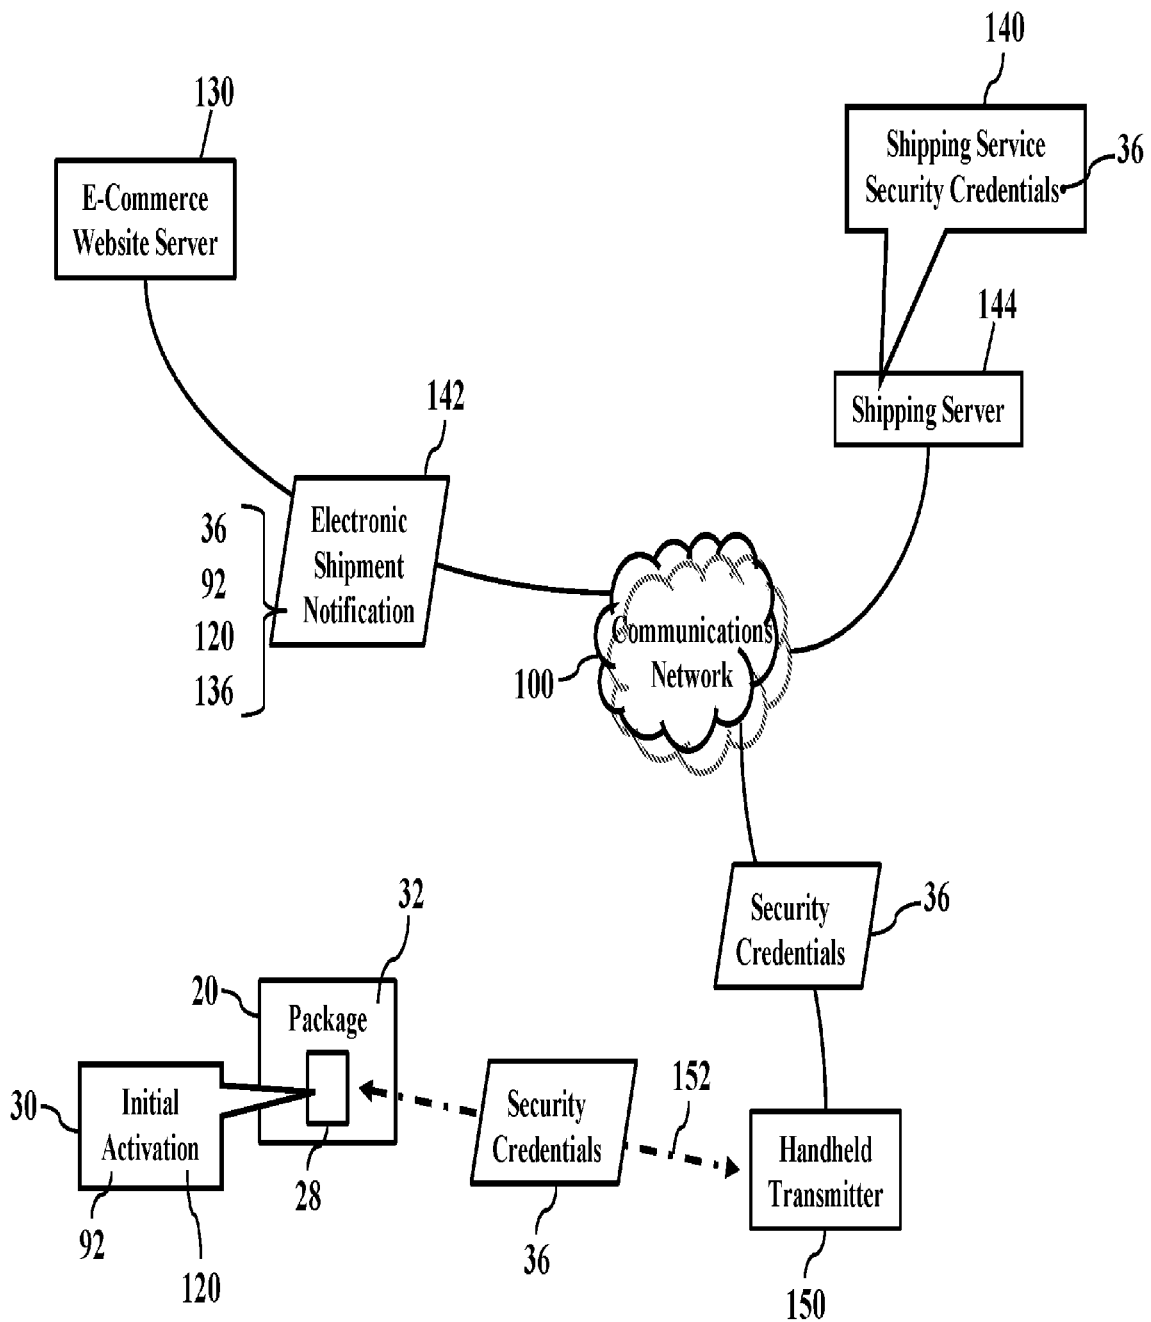 140
130
Shipping Service
Security Credentials
36
E-Commerce
Website Server
144
142
Shipping Server
36
92
120
136
Electronic
Shipment
Notification
Communications
Network
100
32
Security
Credentials
36
20
Package
152
30
Initial
Activation
Security
Credentials
Handheld
Transmitter
28
92
36
120
150